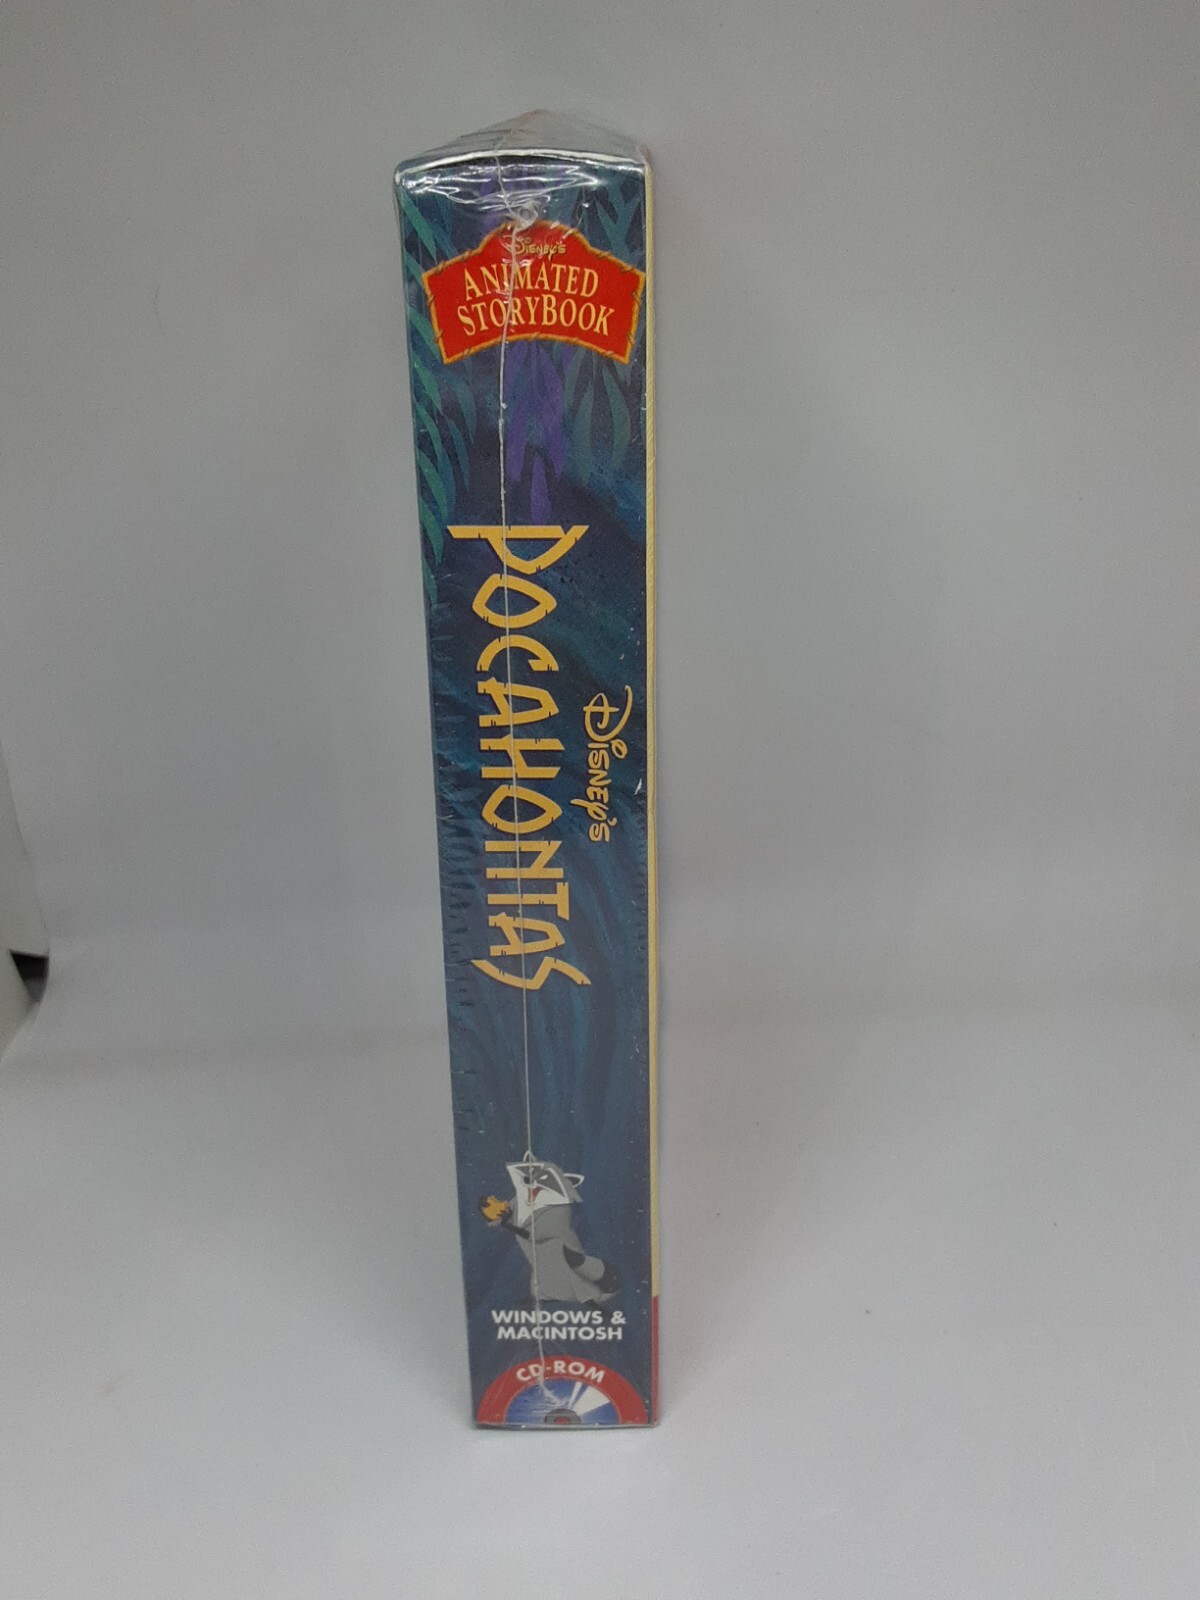 Disney's
ANIMATED
STORYBOOK
Disney's
POCAHONTAS
WINDOWS &
MACINTOSH
CD-ROM